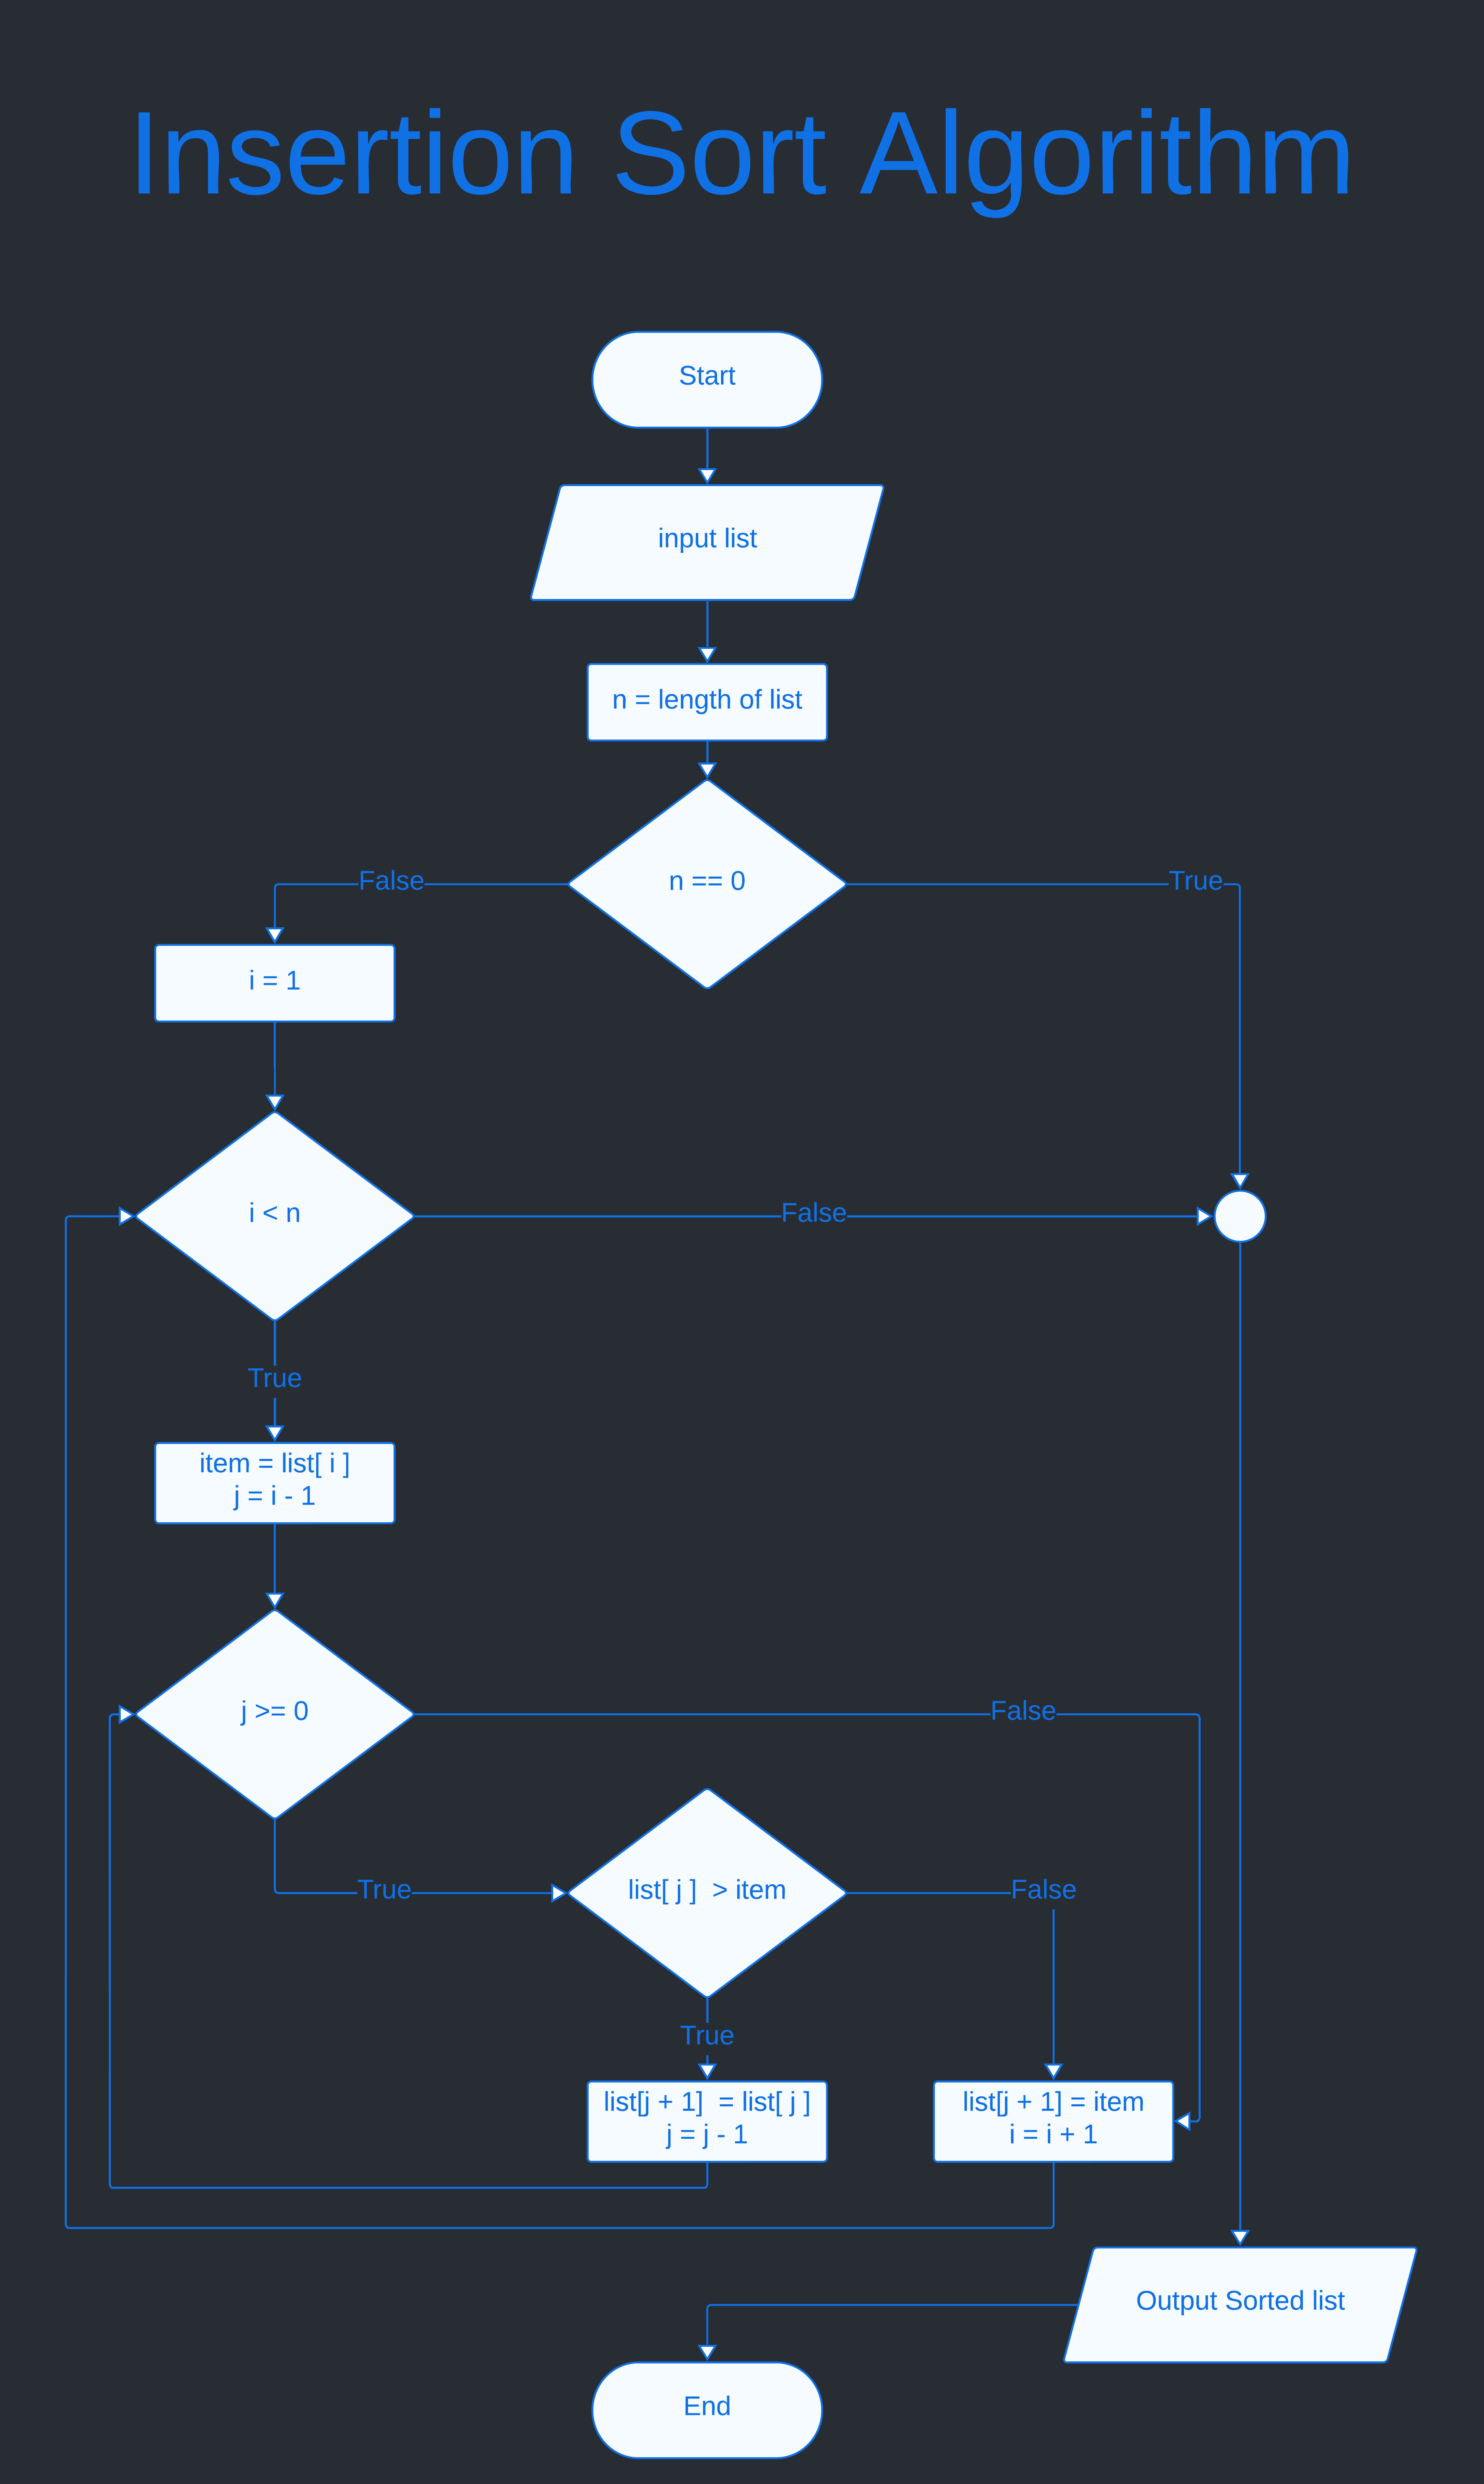 Insertion Sort Algorithm
Start
input list
n = length of list
n == 0
False
True
i = 1
i < n
False
True
item = list[ i ]
j = i - 1
j >= 0
False
True
list[ j ]  > item
False
True
list[j + 1]  = list[ j ]
j = j - 1
list[j + 1] = item
i = i + 1
Output Sorted list
End